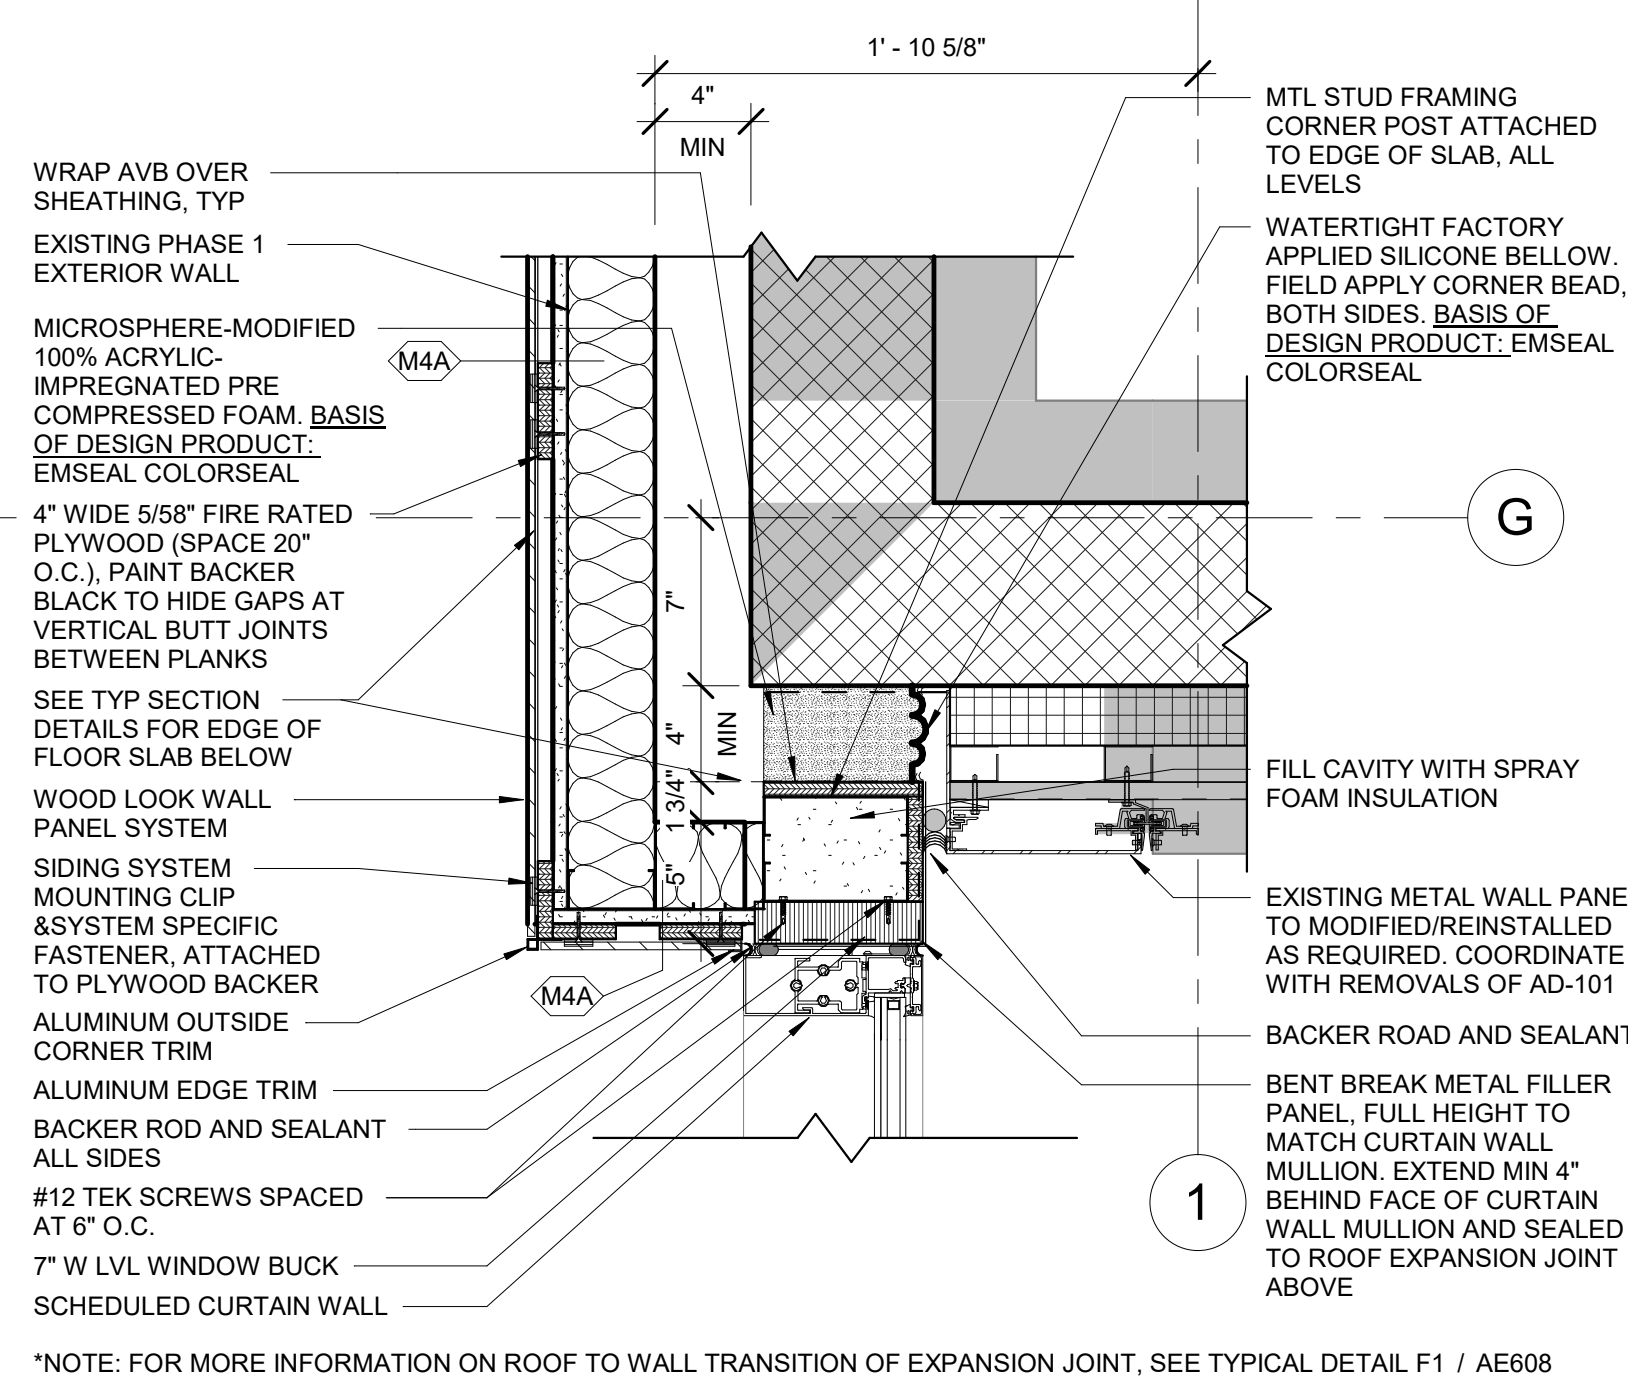 1' - 10 5/8"
4"
MIN
WRAP AVB OVER
SHEATHING, TYP
EXISTING PHASE 1
EXTERIOR WALL
MICROSPHERE-MODIFIED
100% ACRYLIC-
IMPREGNATED PRE
COMPRESSED FOAM. BASIS
OF DESIGN PRODUCT:
EMSEAL COLORSEAL
4" WIDE 5/58" FIRE RATED
PLYWOOD (SPACE 20"
O.C.), PAINT BACKER
BLACK TO HIDE GAPS AT
VERTICAL BUTT JOINTS
BETWEEN PLANKS
SEE TYP SECTION
DETAILS FOR EDGE OF
FLOOR SLAB BELOW
WOOD LOOK WALL
PANEL SYSTEM
SIDING SYSTEM
MOUNTING CLIP
&SYSTEM SPECIFIC
FASTENER, ATTACHED
TO PLYWOOD BACKER
ALUMINUM OUTSIDE
CORNER TRIM
ALUMINUM EDGE TRIM
BACKER ROD AND SEALANT
ALL SIDES
#12 TEK SCREWS SPACED
AT 6" O.C.
7" W LVL WINDOW BUCK
SCHEDULED CURTAIN WALL
M4A
7"
4"
MIN
1 3/4"
5"
M4A
MTL STUD FRAMING
CORNER POST ATTACHED
TO EDGE OF SLAB, ALL
LEVELS
WATERTIGHT FACTORY
APPLIED SILICONE BELLOW.
FIELD APPLY CORNER BEAD,
BOTH SIDES. BASIS OF
DESIGN PRODUCT: EMSEAL
COLORSEAL
G
FILL CAVITY WITH SPRAY
FOAM INSULATION
EXISTING METAL WALL PANE
TO MODIFIED/REINSTALLED
AS REQUIRED. COORDINATE
WITH REMOVALS OF AD-101
BACKER ROAD AND SEALANT
BENT BREAK METAL FILLER
PANEL, FULL HEIGHT TO
MATCH CURTAIN WALL
MULLION. EXTEND MIN 4"
BEHIND FACE OF CURTAIN
WALL MULLION AND SEALED
TO ROOF EXPANSION JOINT
ABOVE
1
*NOTE: FOR MORE INFORMATION ON ROOF TO WALL TRANSITION OF EXPANSION JOINT, SEE TYPICAL DETAIL F1 / AE608